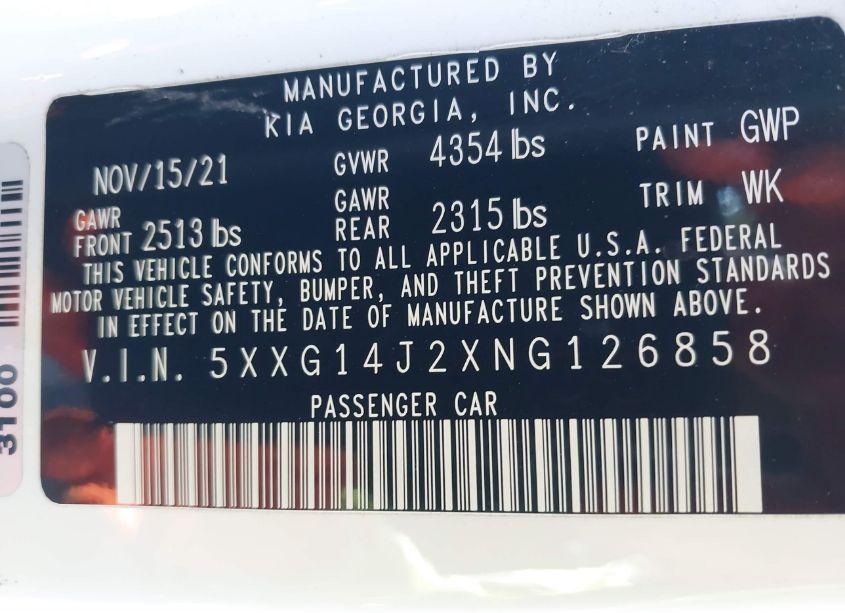 MANUFACTURED BY
KIA GEORGIA, INC.
NOV/15/21 GVWR 4354 lbs PAINT GWP
GAWR FRONT 2513 lbs GAWR REAR 2315 lbs TRIM WK
THIS VEHICLE CONFORMS TO ALL APPLICABLE U.S.A. FEDERAL
MOTOR VEHICLE SAFETY, BUMPER, AND THEFT PREVENTION STANDARDS
IN EFFECT ON THE DATE OF MANUFACTURE SHOWN ABOVE.
V.I.N. 5XXG14J2XNG126858
PASSENGER CAR